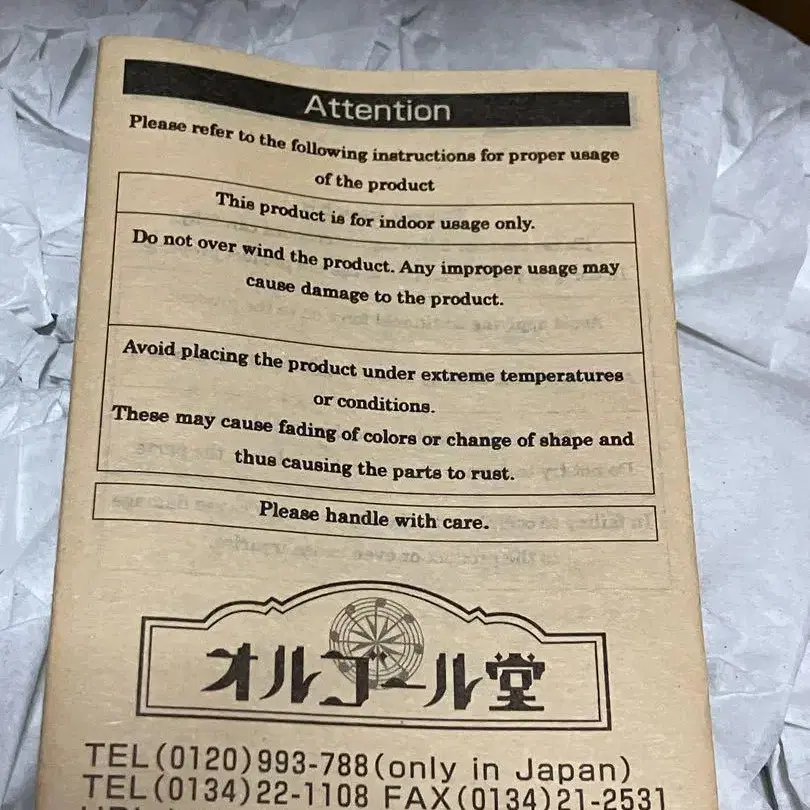 Attention
Please refer to the following instructions for proper usage
of the product
This product is for indoor usage only.
Do not over wind the product. Any improper usage may
cause damage to the product.
Avoid placing the product under extreme temperatures
or conditions.
These may cause fading of colors or change of shape and
thus causing the parts to rust.
Please handle with care.
オルゴール堂
TEL(0120)993-788(only in Japan)
TEL(0134)22-1108 FAX(0134)21-2531